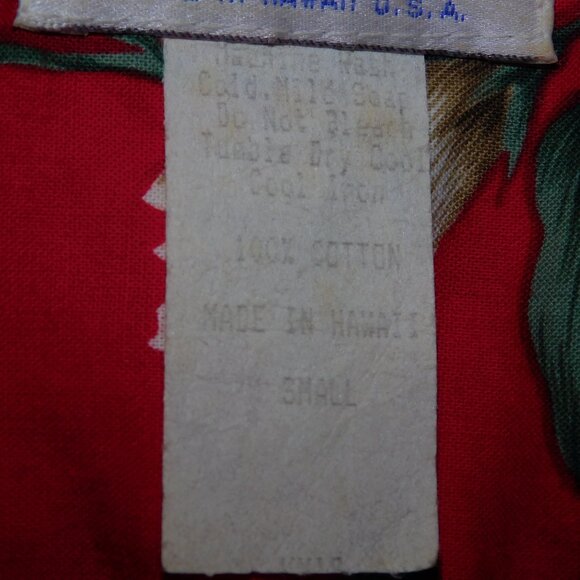 HAWAII U.S.A.
Machine Wash
Cold.Mild Soap
Do Not Bleach
Tumble Dry Cool
Cool Iron
100% COTTON
MADE IN HAWAII
SMALL